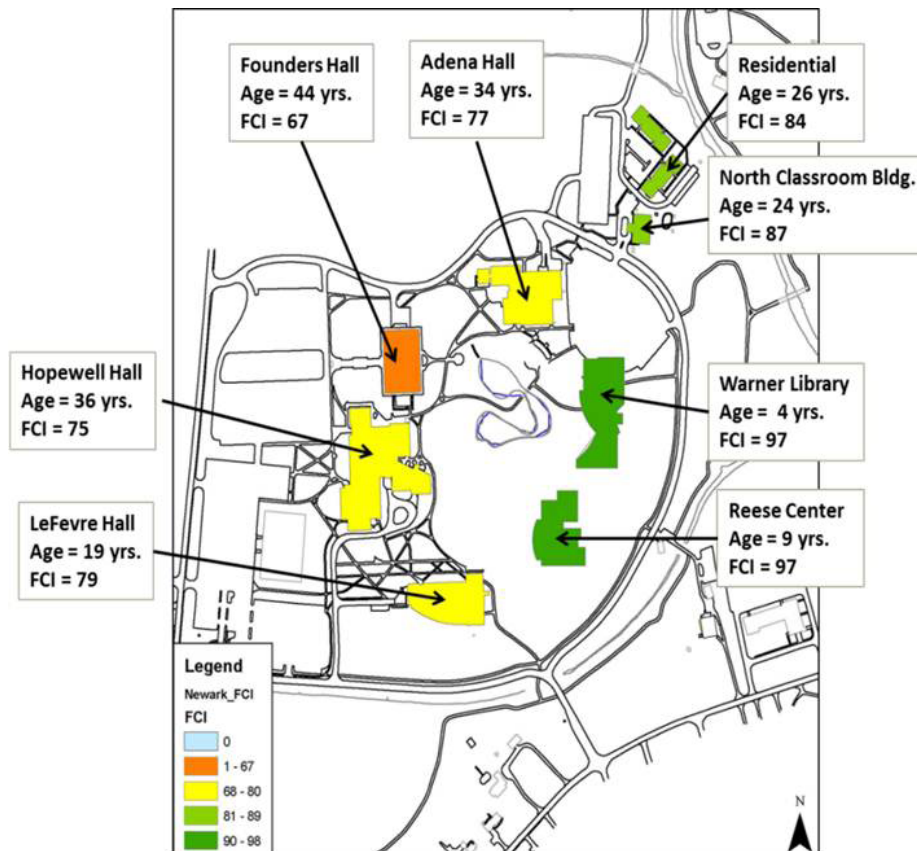 Founders Hall
Age = 44 yrs.
FCI = 67
Adena Hall
Age = 34 yrs.
FCI = 77
Residential
Age = 26 yrs.
FCI = 84
North Classroom Bldg.
Age = 24 yrs.
FCI = 87
Hopewell Hall
Age = 36 yrs.
FCI = 75
Warner Library
Age = 4 yrs.
FCI = 97
LeFevre Hall
Age = 19 yrs.
FCI = 79
Reese Center
Age = 9 yrs.
FCI = 97
Legend
Newark_FCI
FCI
0
1 - 67
68 - 80
81 - 89
90 - 98
N